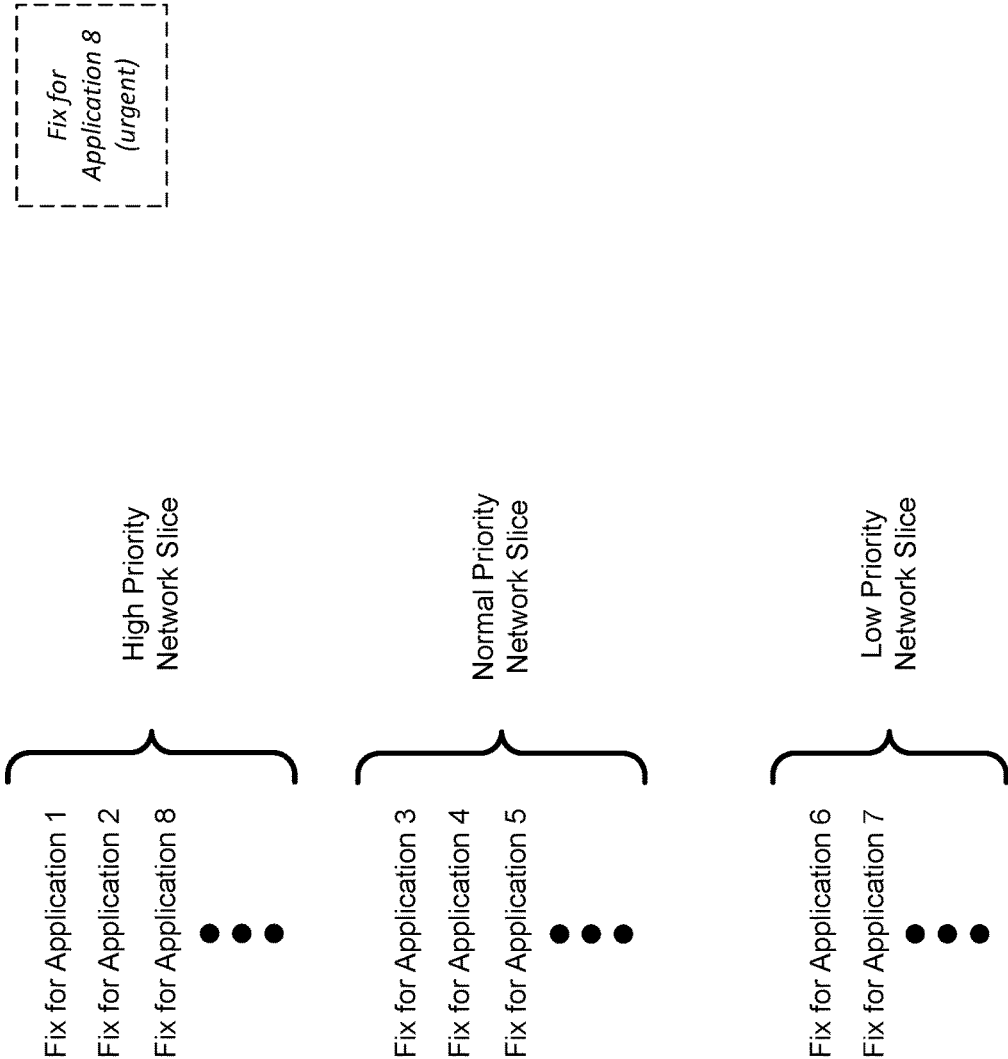 Fix for Application 1
Fix for Application 2
Fix for Application 8
High Priority
Network Slice
Fix for
Application 8
(urgent)
Fix for Application 3
Fix for Application 4
Fix for Application 5
Normal Priority
Network Slice
Fix for Application 6
Fix for Application 7
Low Priority
Network Slice